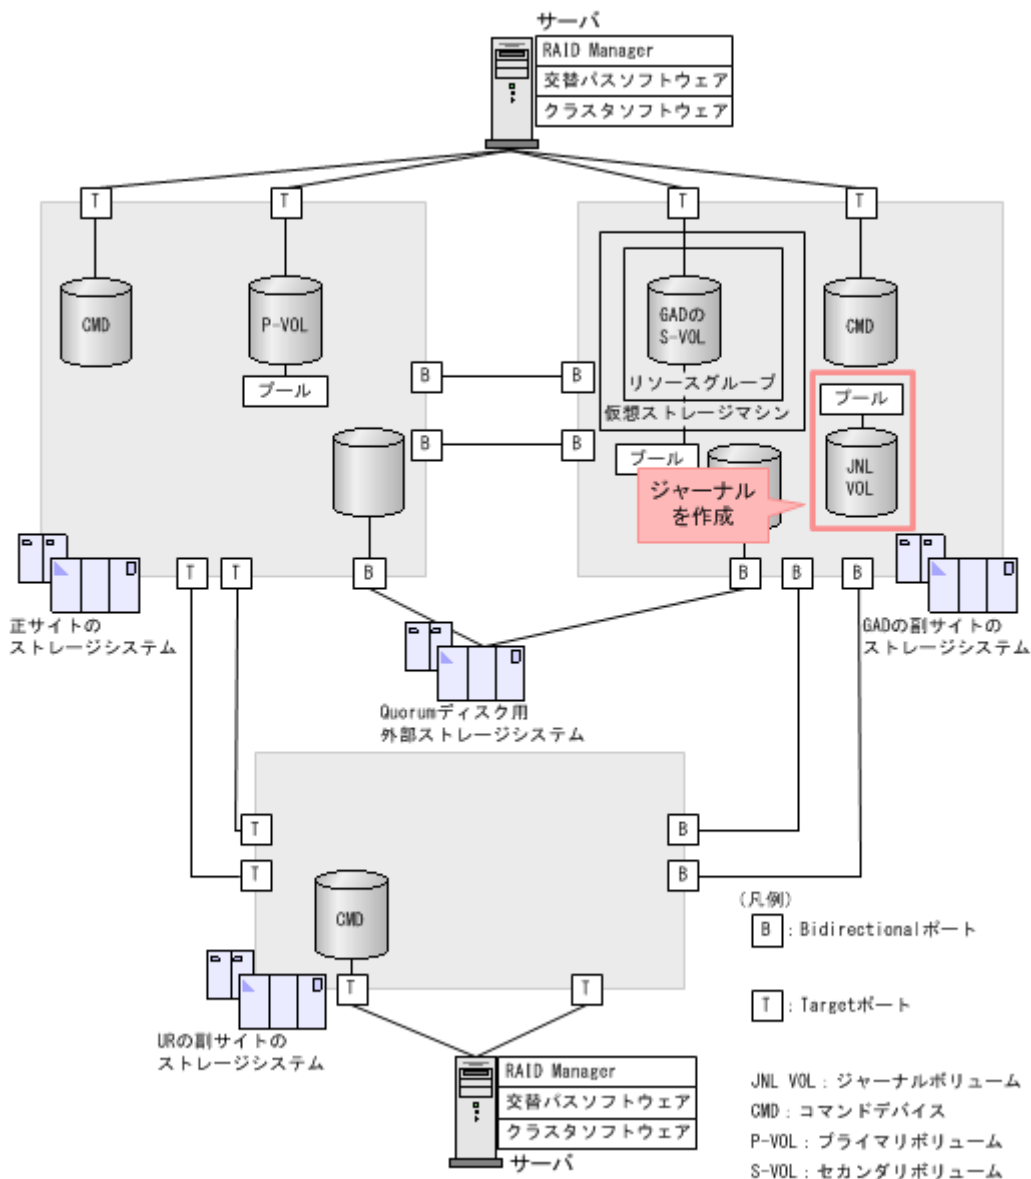 サーバ
RAID Manager
交替パスソフトウェア
クラスタソフトウェア
T
T
T
T
CMD
P-VOL
プール
GADの
S-VOL
リソースグループ
仮想ストレージマシン
プール
CMD
プール
JNL
VOL
ジャーナル
を作成
B
B
B
B
T
T
B
B
B
B
正サイトの
ストレージシステム
GADの副サイトの
ストレージシステム
Quorumディスク用
外部ストレージシステム
T
T
B
B
CMD
T
T
URの副サイトの
ストレージシステム
RAID Manager
交替パスソフトウェア
クラスタソフトウェア
サーバ
(凡例)
B : Bidirectionalポート
T : Targetポート
JNL VOL : ジャーナルボリューム
CMD : コマンドデバイス
P-VOL : プライマリボリューム
S-VOL : セカンダリボリューム